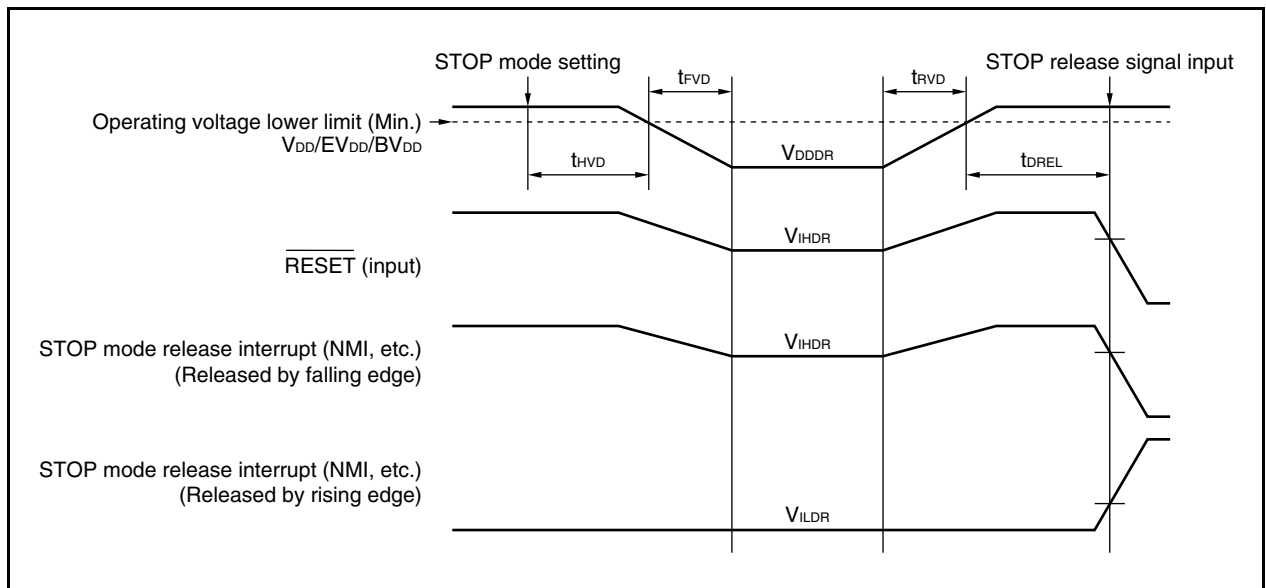 STOP mode setting
tFVD
tRVD
STOP release signal input
Operating voltage lower limit (Min.)
VDD/EVDD/BVDD
VDDDR
tHVD
tDREL
RESET (input)
VIHDR
STOP mode release interrupt (NMI, etc.)
(Released by falling edge)
VIHDR
STOP mode release interrupt (NMI, etc.)
(Released by rising edge)
VILDR